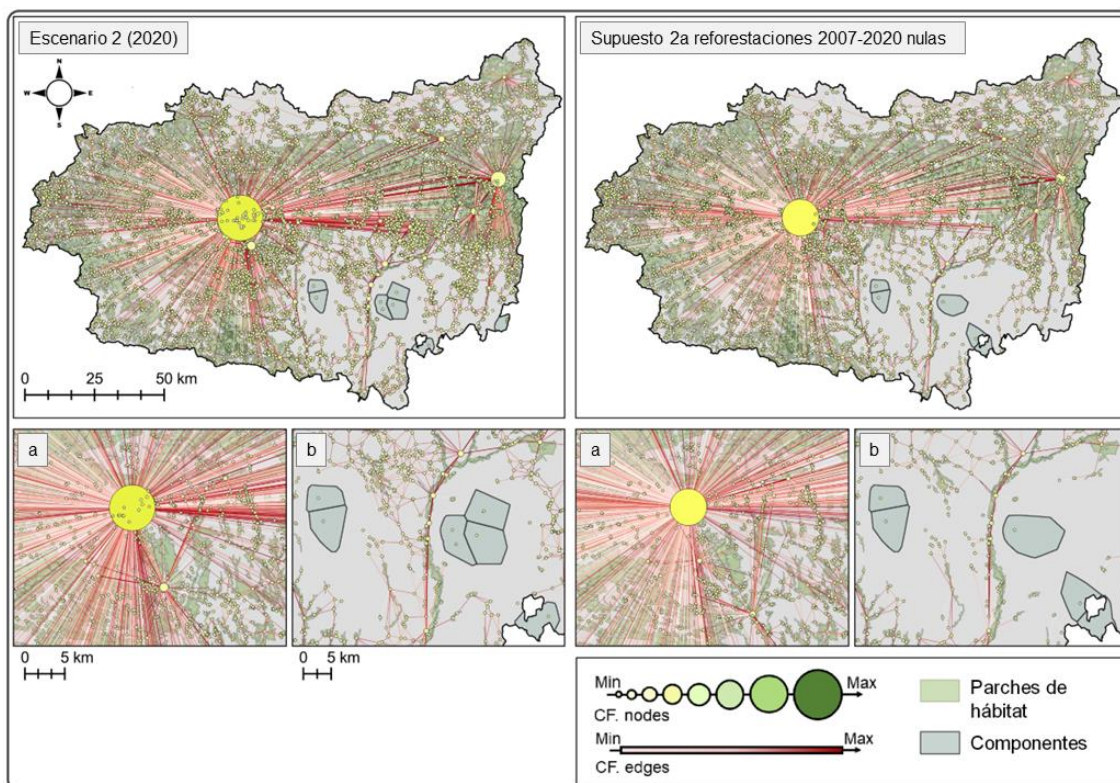 Escenario 2 (2020)
N
W E
S
0 25 50 km
Supuesto 2a reforestaciones 2007-2020 nulas
a
b
a
b
0 5 km
0 5 km
Min Max
CF. nodes
Min Max
CF. edges
Parches de
hábitat
Componentes